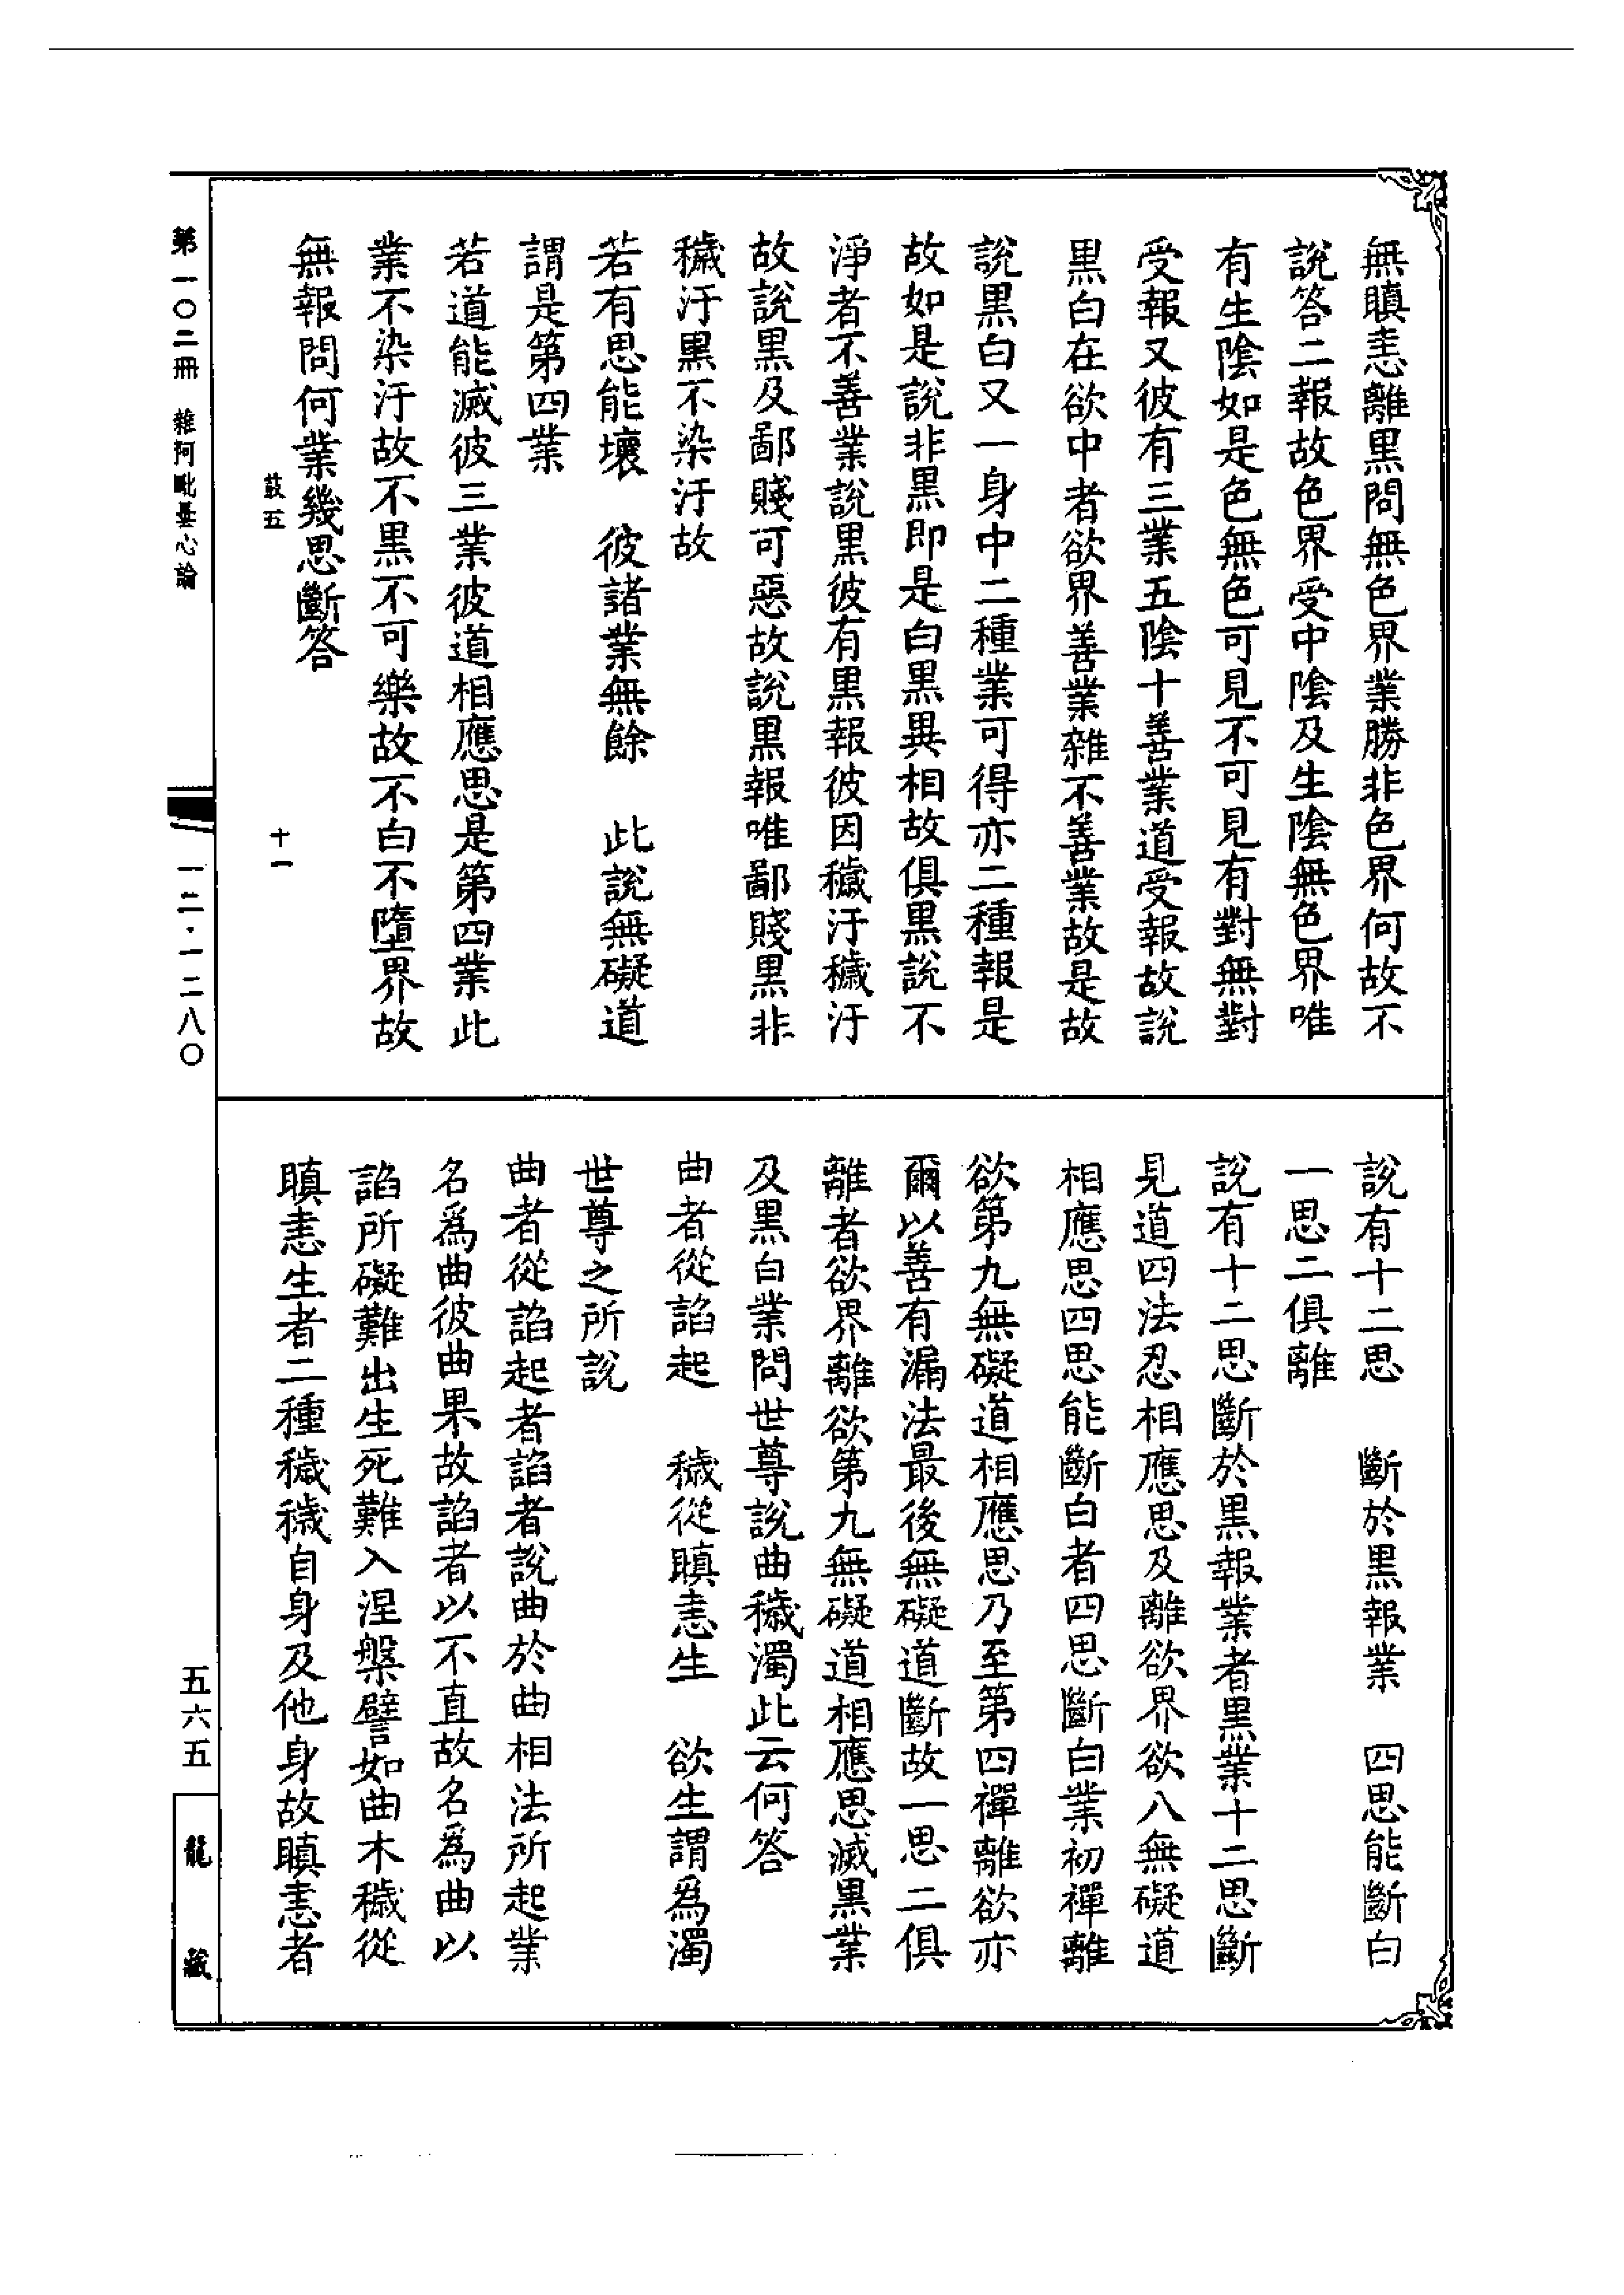 無瞋恚離黑問無色界業勝非色界何故不
說答二報故色界受中陰及生陰無色界唯
有生陰如是色無色可見不可見有對無對
受報又彼有三業五陰十善業道受報故說
黑白在欲中者欲界善業雜不善業故是故
說黑白又一身中二種業可得亦二種報是
故如是說非黑即是白黑異相故俱黑說不
淨者不善業說黑彼有黑報彼因穢汙穢汙
故說黑及鄙賤可惡故說黑報唯鄙賤黑非
穢汙黑不染汙故
若有思能壞　彼諸業無餘　此說無礙道
謂是第四業
若道能滅彼三業彼道相應思是第四業此
業不染汙故不黑不可樂故不白不墮界故
無報問何業幾思斷答
鼓五　十一
說有十二思　斷於黑報業　四思能斷白
一思二俱離
說有十二思斷於黑報業者黑業十二思斷
見道四法忍相應思及離欲界欲八無礙道
相應思四思能斷白者四思斷白業初禪離
欲第九無礙道相應思乃至第四禪離欲亦
爾以善有漏法最後無礙道斷故一思二俱
離者欲界離欲第九無礙道相應思滅黑業
及黑白業問世尊說曲穢濁此云何答
曲者從諂起　穢從瞋恚生　欲生謂爲濁
世尊之所說
曲者從諂起者諂者說曲於曲相法所起業
名爲曲彼曲果故諂者以不直故名爲曲以
諂所礙難出生死難入涅槃譬如曲木穢從
瞋恚生者二種穢穢自身及他身故瞋恚者
第一〇二冊　雜阿毗曇心論　一二·一二八〇　五六五　龍藏